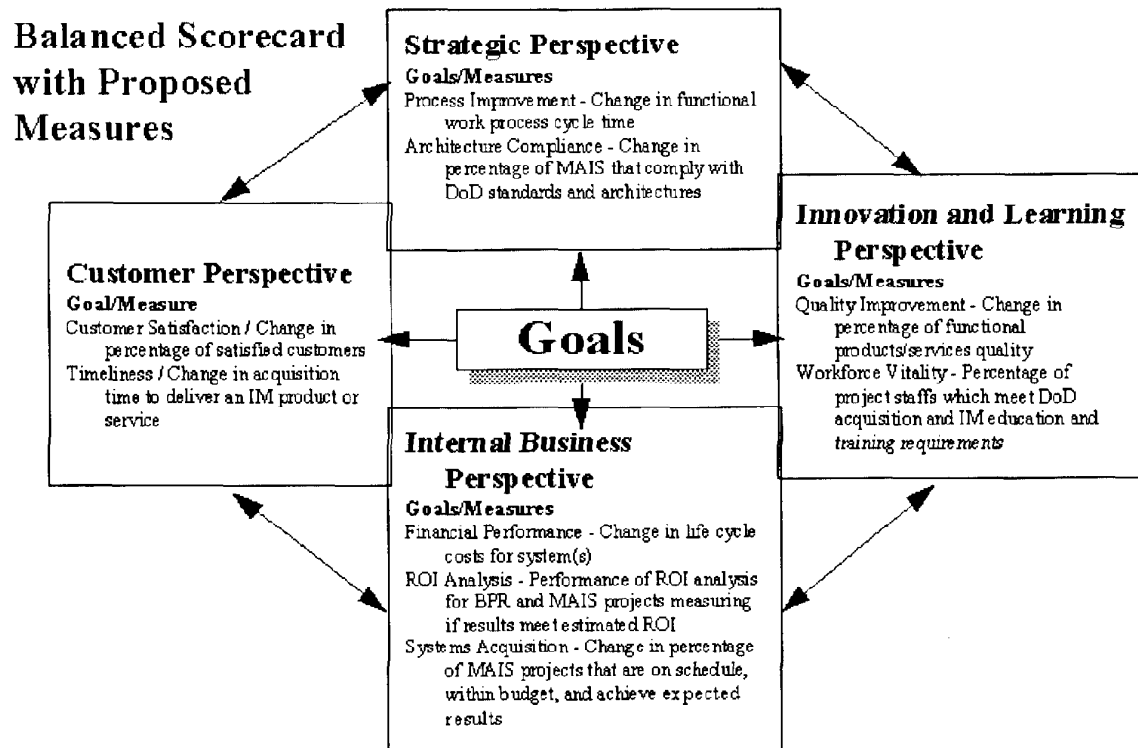 Balanced Scorecard
with Proposed
Measures
Strategic Perspective
Goals/Measures
Process Improvement - Change in functional
work process cycle time
Architecture Compliance - Change in
percentage of MAIS that comply with
DoD standards and architectures
Customer Perspective
Goal/Measure
Customer Satisfaction / Change in
percentage of satisfied customers
Timeliness / Change in acquisition
time to deliver an IM product or
service
Goals
Innovation and Learning
Perspective
Goals/Measures
Quality Improvement - Change in
percentage of functional
products/services quality
Workforce Vitality - Percentage of
project staffs which meet DoD
acquisition and IM education and
training requirements
Internal Business
Perspective
Goals/Measures
Financial Performance - Change in life cycle
costs for system(s)
ROI Analysis - Performance of ROI analysis
for BPR and MAIS projects measuring
if results meet estimated ROI
Systems Acquisition - Change in percentage
of MAIS projects that are on schedule,
within budget, and achieve expected
results